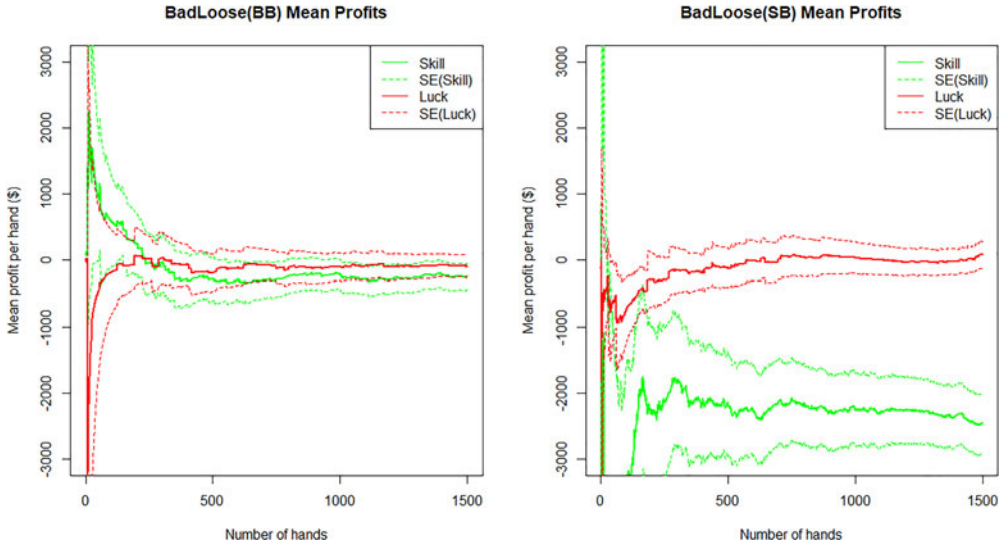 BadLoose(BB) Mean Profits
Mean profit per hand ($)
3000
2000
1000
0
-1000
-2000
-3000
Skill
SE(Skill)
Luck
SE(Luck)
0 500 1000 1500
Number of hands
BadLoose(SB) Mean Profits
Mean profit per hand ($)
3000
2000
1000
0
-1000
-2000
-3000
Skill
SE(Skill)
Luck
SE(Luck)
0 500 1000 1500
Number of hands